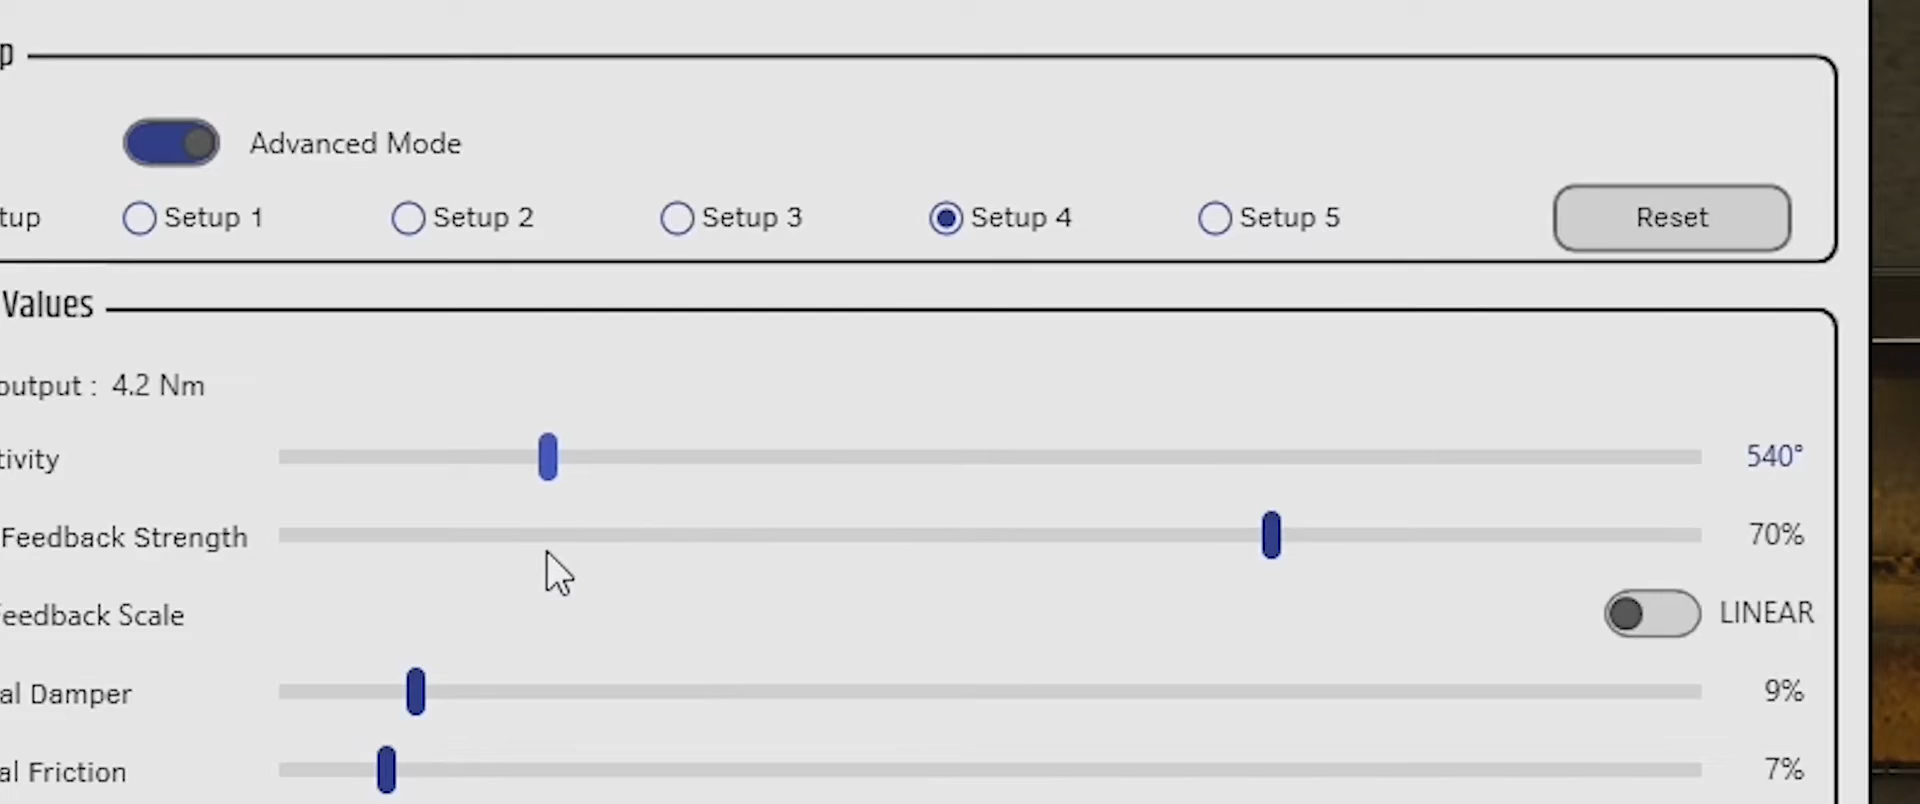 p
Advanced Mode
tup Setup 1 Setup 2 Setup 3 Setup 4 Setup 5 Reset
Values
output : 4.2 Nm
tivity 540°
Feedback Strength 70%
Feedback Scale LINEAR
al Damper 9%
al Friction 7%